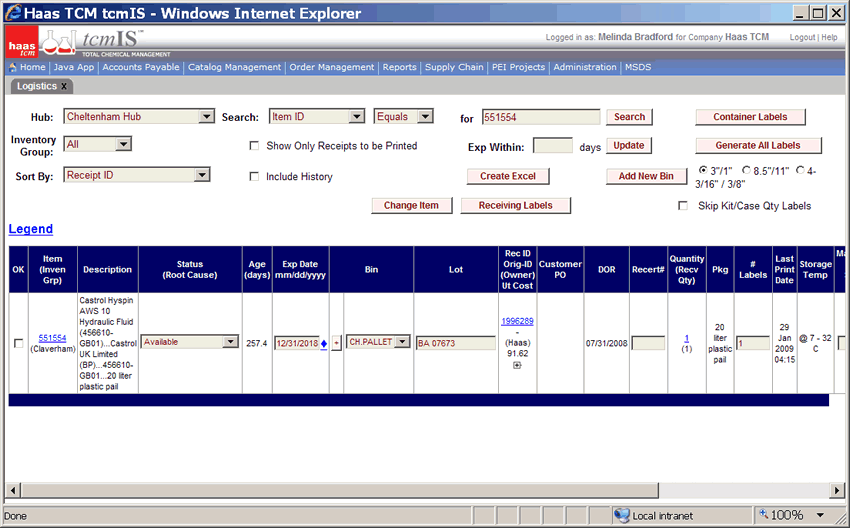 Haas TCM tcmIS - Windows Internet Explorer
haas tcm
tcmIS™
TOTAL CHEMICAL MANAGEMENT
Logged in as: Melinda Bradford for Company Haas TCM
Logout | Help
Home | Java App | Accounts Payable | Catalog Management | Order Management | Reports | Supply Chain | PEI Projects | Administration | MSDS
Logistics X
Hub: Cheltenham Hub Search: Item ID Equals for 551554 Search Container Labels
Inventory Group: All Show Only Receipts to be Printed Exp Within: days Update Generate All Labels
Sort By: Receipt ID Include History Create Excel Add New Bin 3"/1" 8.5"/11" 4-
3/16" / 3/8"
Change Item Receiving Labels Skip Kit/Case Qty Labels
Legend
OK
Item
(Inven
Grp)
Description
Status
(Root Cause)
Age
(days)
Exp Date
mm/dd/yyyy
Bin
Lot
Rec ID
Orig-ID
(Owner)
Ut Cost
Customer
PO
DOR
Recert#
Quantity
(Recv
Qty)
Pkg
#
Labels
Last
Print
Date
Storage
Temp
Ma
551554
(Claverham)
Castrol Hyspin
AWS 10
Hydraulic Fluid
(456610-
GB01)...Castrol
UK Limited
(BP)...456610-
GB01...20 liter
plastic pail
Available
257.4
12/31/2018
+
CH.PALLET
BA 07673
1996289
-
(Haas)
91.62
07/31/2008
1
(1)
20
liter
plastic
pail
1
29
Jan
2009
04:15
@ 7 - 32
C
Done
Local intranet
100%